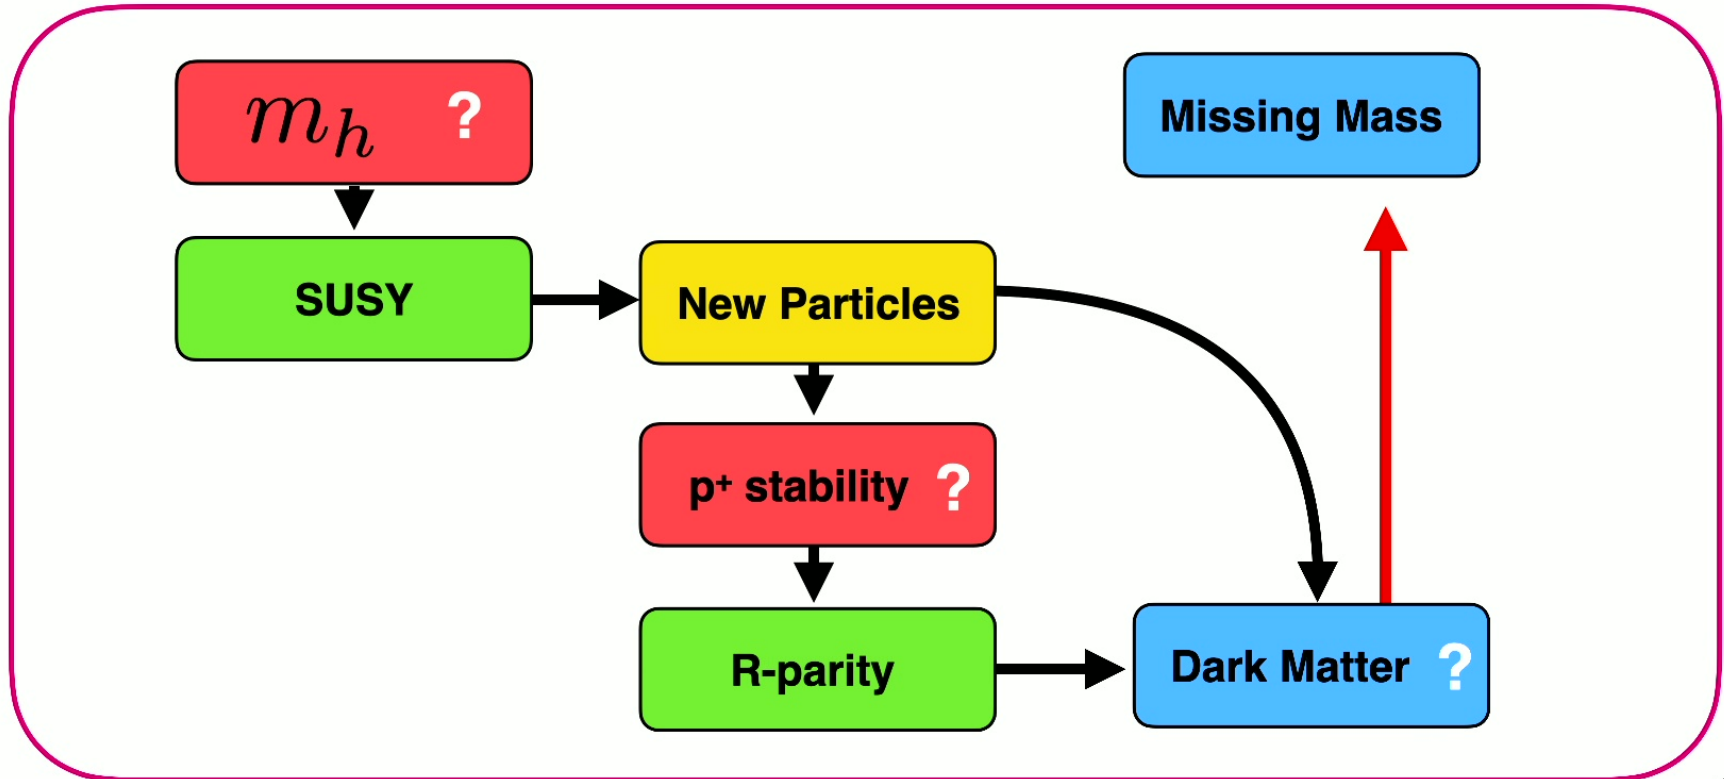 m_h ?
Missing Mass
SUSY
New Particles
p⁺ stability ?
R-parity
Dark Matter ?